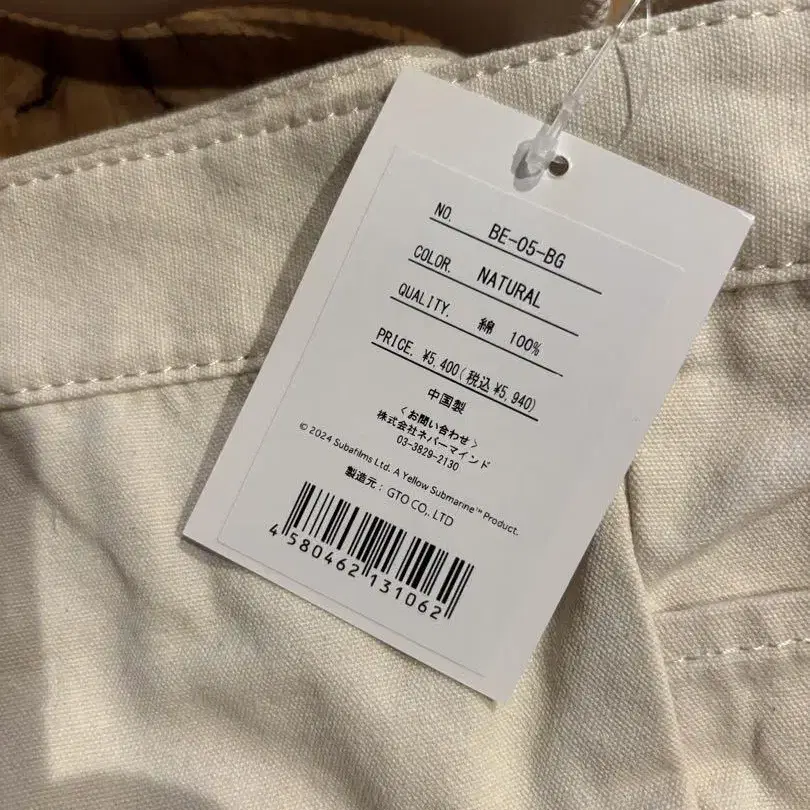 NO. BE-05-BG
COLOR. NATURAL
QUALITY. 綿 100%
PRICE. ¥5,400(税込¥5,940)
中国製
〈お問い合わせ〉
株式会社ネバーマインド
03-3829-2130
© 2024 Subafilms Ltd. A Yellow Submarine™ Product.
製造元：GTO CO,. LTD
4 580462 131062